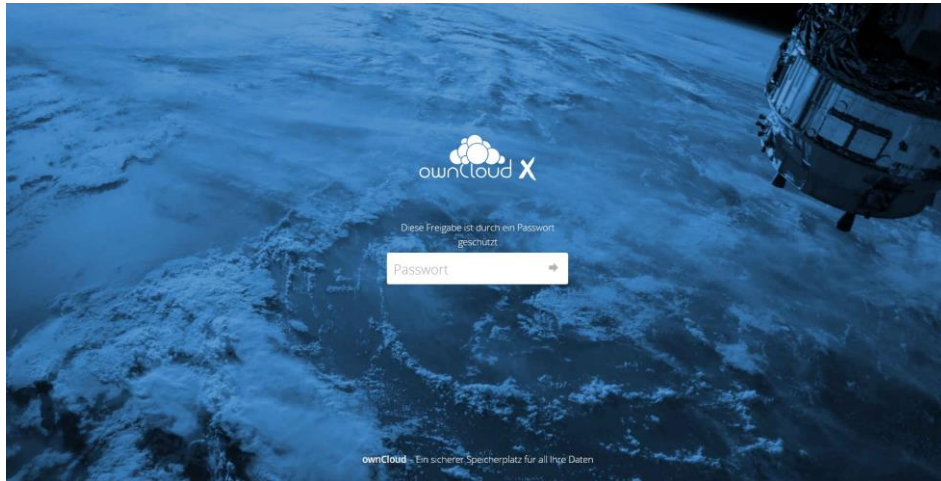 ownCloud X
Diese Freigabe ist durch ein Passwort
geschützt
Passwort
ownCloud – Ein sicherer Speicherplatz für all Ihre Daten